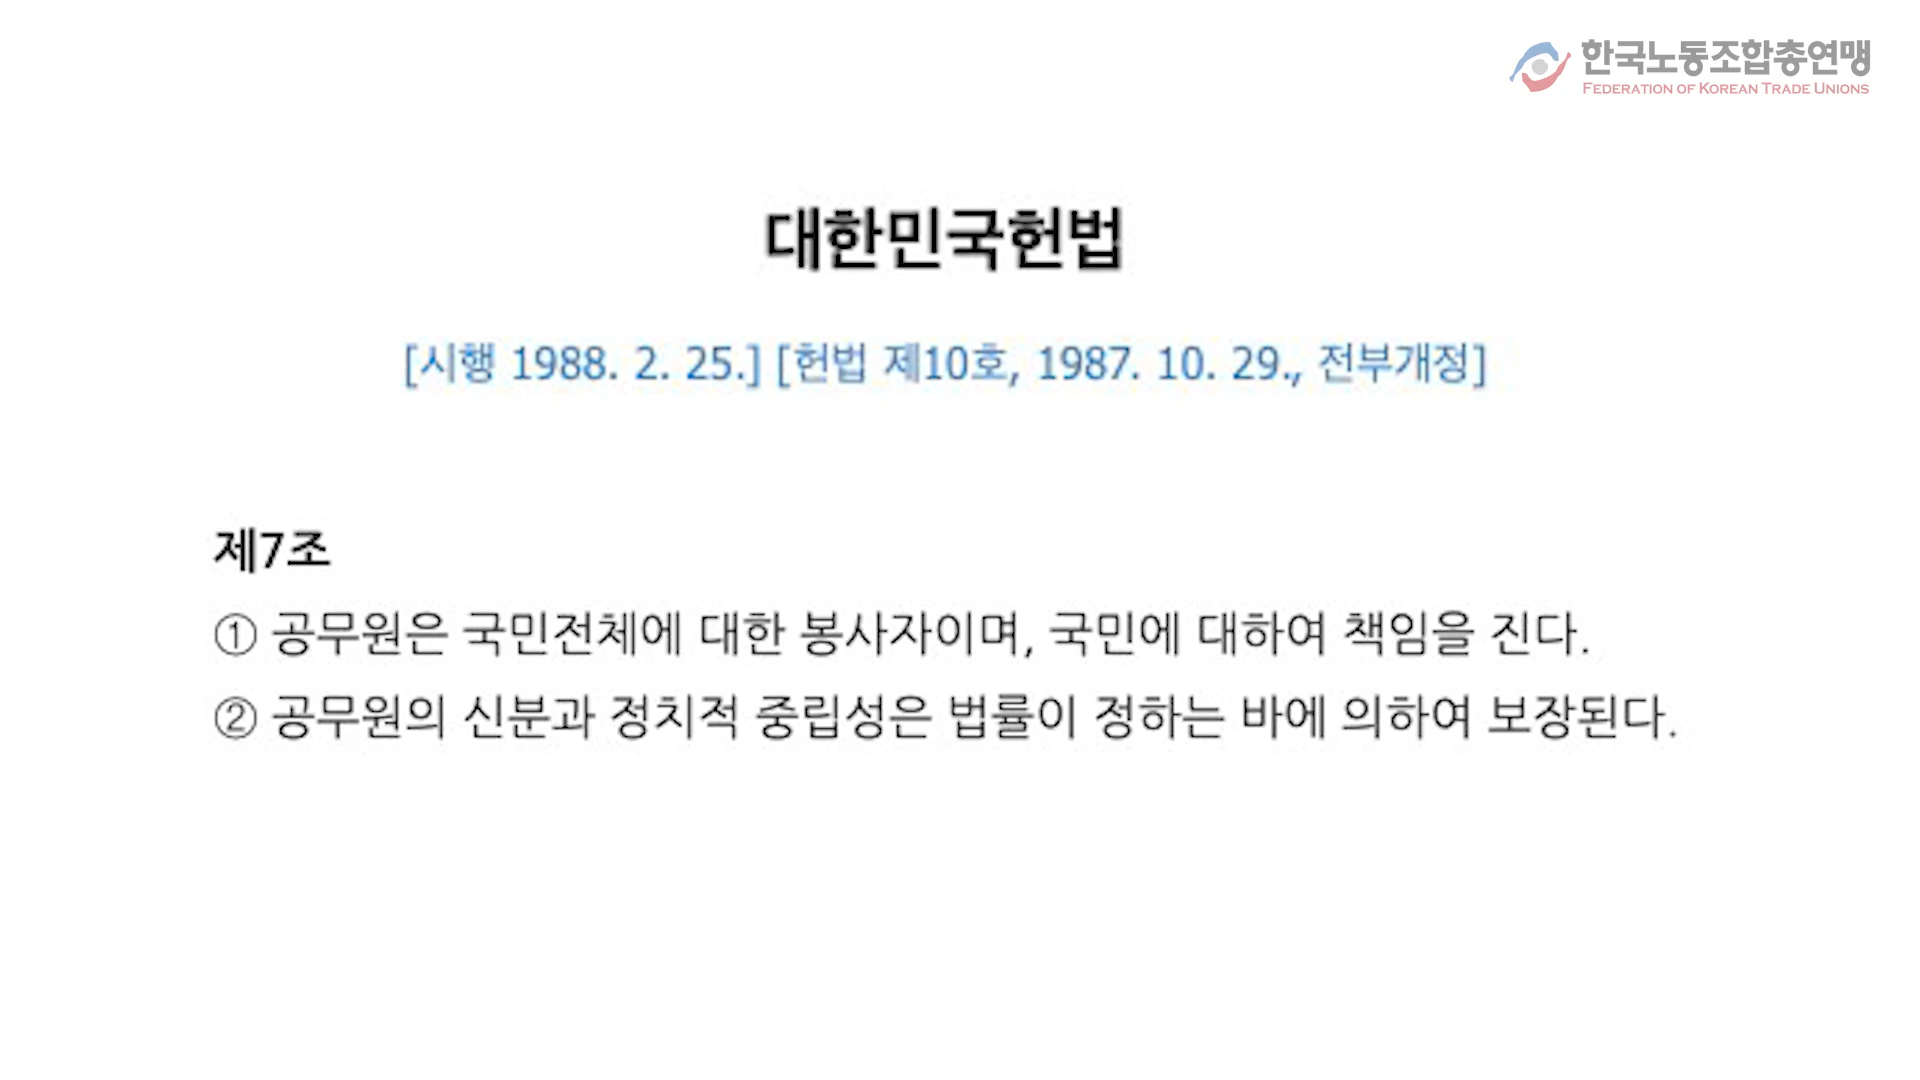 한국노동조합총연맹
FEDERATION OF KOREAN TRADE UNIONS
대한민국헌법
[시행 1988. 2. 25.] [헌법 제10호, 1987. 10. 29., 전부개정]
제7조
① 공무원은 국민전체에 대한 봉사자이며, 국민에 대하여 책임을 진다.
② 공무원의 신분과 정치적 중립성은 법률이 정하는 바에 의하여 보장된다.